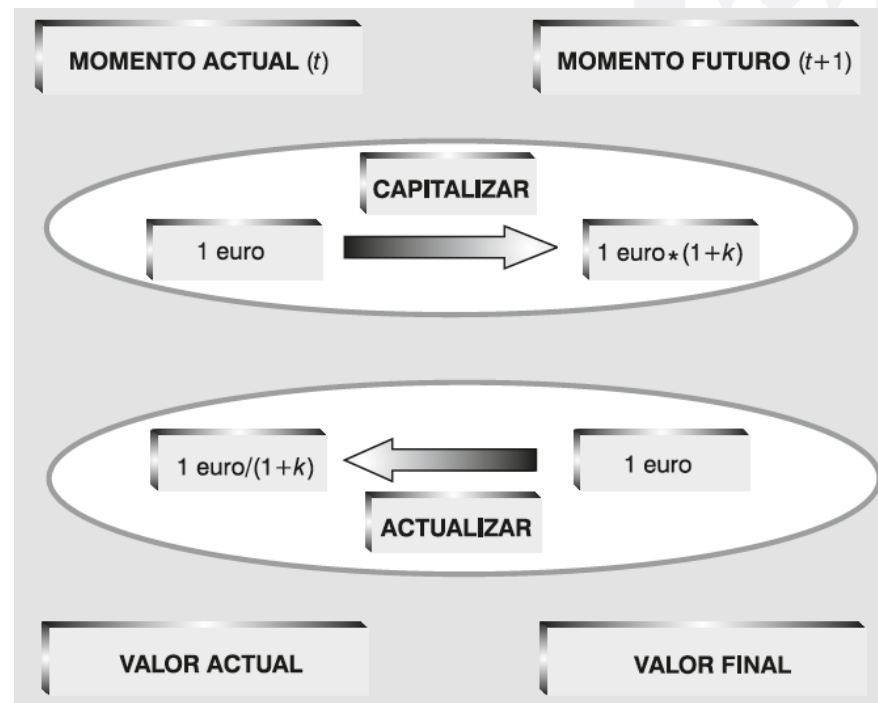 MOMENTO ACTUAL (t)
MOMENTO FUTURO (t+1)
CAPITALIZAR
1 euro
1 euro*(1+k)
1 euro/(1+k)
1 euro
ACTUALIZAR
VALOR ACTUAL
VALOR FINAL